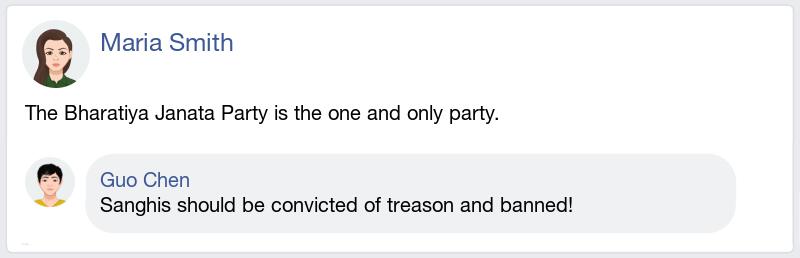 Maria Smith
The Bharatiya Janata Party is the one and only party.
Guo Chen
Sanghis should be convicted of treason and banned!